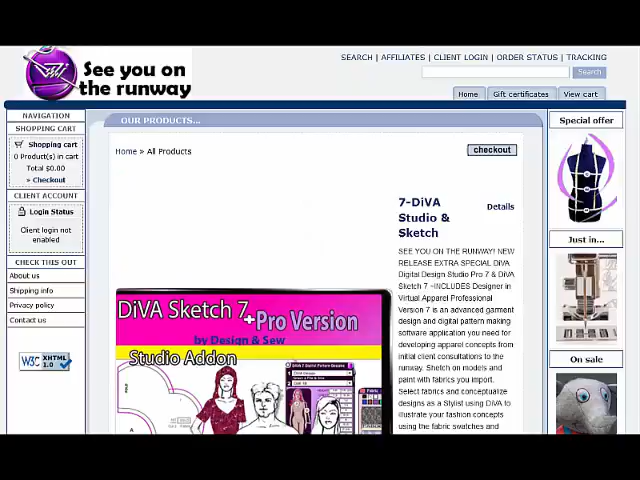 See you on
the runway
SEARCH | AFFILIATES | CLIENT LOGIN | ORDER STATUS | TRACKING
Search
Home
Gift certificates
View cart
NAVIGATION
SHOPPING CART
Shopping cart
0 Product(s) in cart
Total $0.00
» Checkout
CLIENT ACCOUNT
Login Status
Client login not
enabled
CHECK THIS OUT
About us
Shipping info
Privacy policy
Contact us
W3C XHTML
1.0
OUR PRODUCTS...
Home » All Products
checkout
DiVA Sketch 7
+Pro Version
by Design & Sew
Studio Addon
7-DiVA
Studio &
Sketch
Details
SEE YOU ON THE RUNWAY! NEW
RELEASE EXTRA SPECIAL DiVA
Digital Design Studio Pro 7 & DiVA
Sketch 7 ~INCLUDES Designer in
Virtual Apparel Professional
Version 7 is an advanced garment
design and digital pattern making
software application you need for
developing apparel concepts from
initial client consultations to the
runway. Sketch on models and
paint with fabrics you import.
Select fabrics and conceptualize
designs as a Stylist using DiVA to
illustrate your fashion concepts
using the fabric swatches and
Special offer
Just in...
On sale